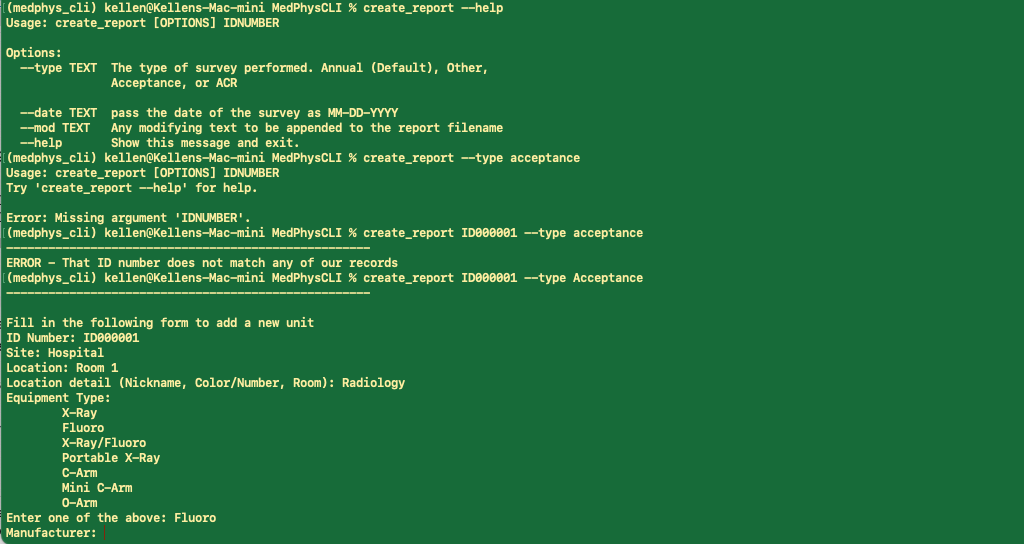 (medphys_cli) kellen@Kellens-Mac-mini MedPhysCLI % create_report --help
Usage: create_report [OPTIONS] IDNUMBER
Options:
--type TEXT  The type of survey performed. Annual (Default), Other,
Acceptance, or ACR
--date TEXT  pass the date of the survey as MM-DD-YYYY
--mod TEXT   Any modifying text to be appended to the report filename
--help       Show this message and exit.
(medphys_cli) kellen@Kellens-Mac-mini MedPhysCLI % create_report --type acceptance
Usage: create_report [OPTIONS] IDNUMBER
Try 'create_report --help' for help.
Error: Missing argument 'IDNUMBER'.
(medphys_cli) kellen@Kellens-Mac-mini MedPhysCLI % create_report ID000001 --type acceptance
----------------------------------------------------
ERROR - That ID number does not match any of our records
(medphys_cli) kellen@Kellens-Mac-mini MedPhysCLI % create_report ID000001 --type Acceptance
----------------------------------------------------
Fill in the following form to add a new unit
ID Number: ID000001
Site: Hospital
Location: Room 1
Location detail (Nickname, Color/Number, Room): Radiology
Equipment Type:
X-Ray
Fluoro
X-Ray/Fluoro
Portable X-Ray
C-Arm
Mini C-Arm
O-Arm
Enter one of the above: Fluoro
Manufacturer: